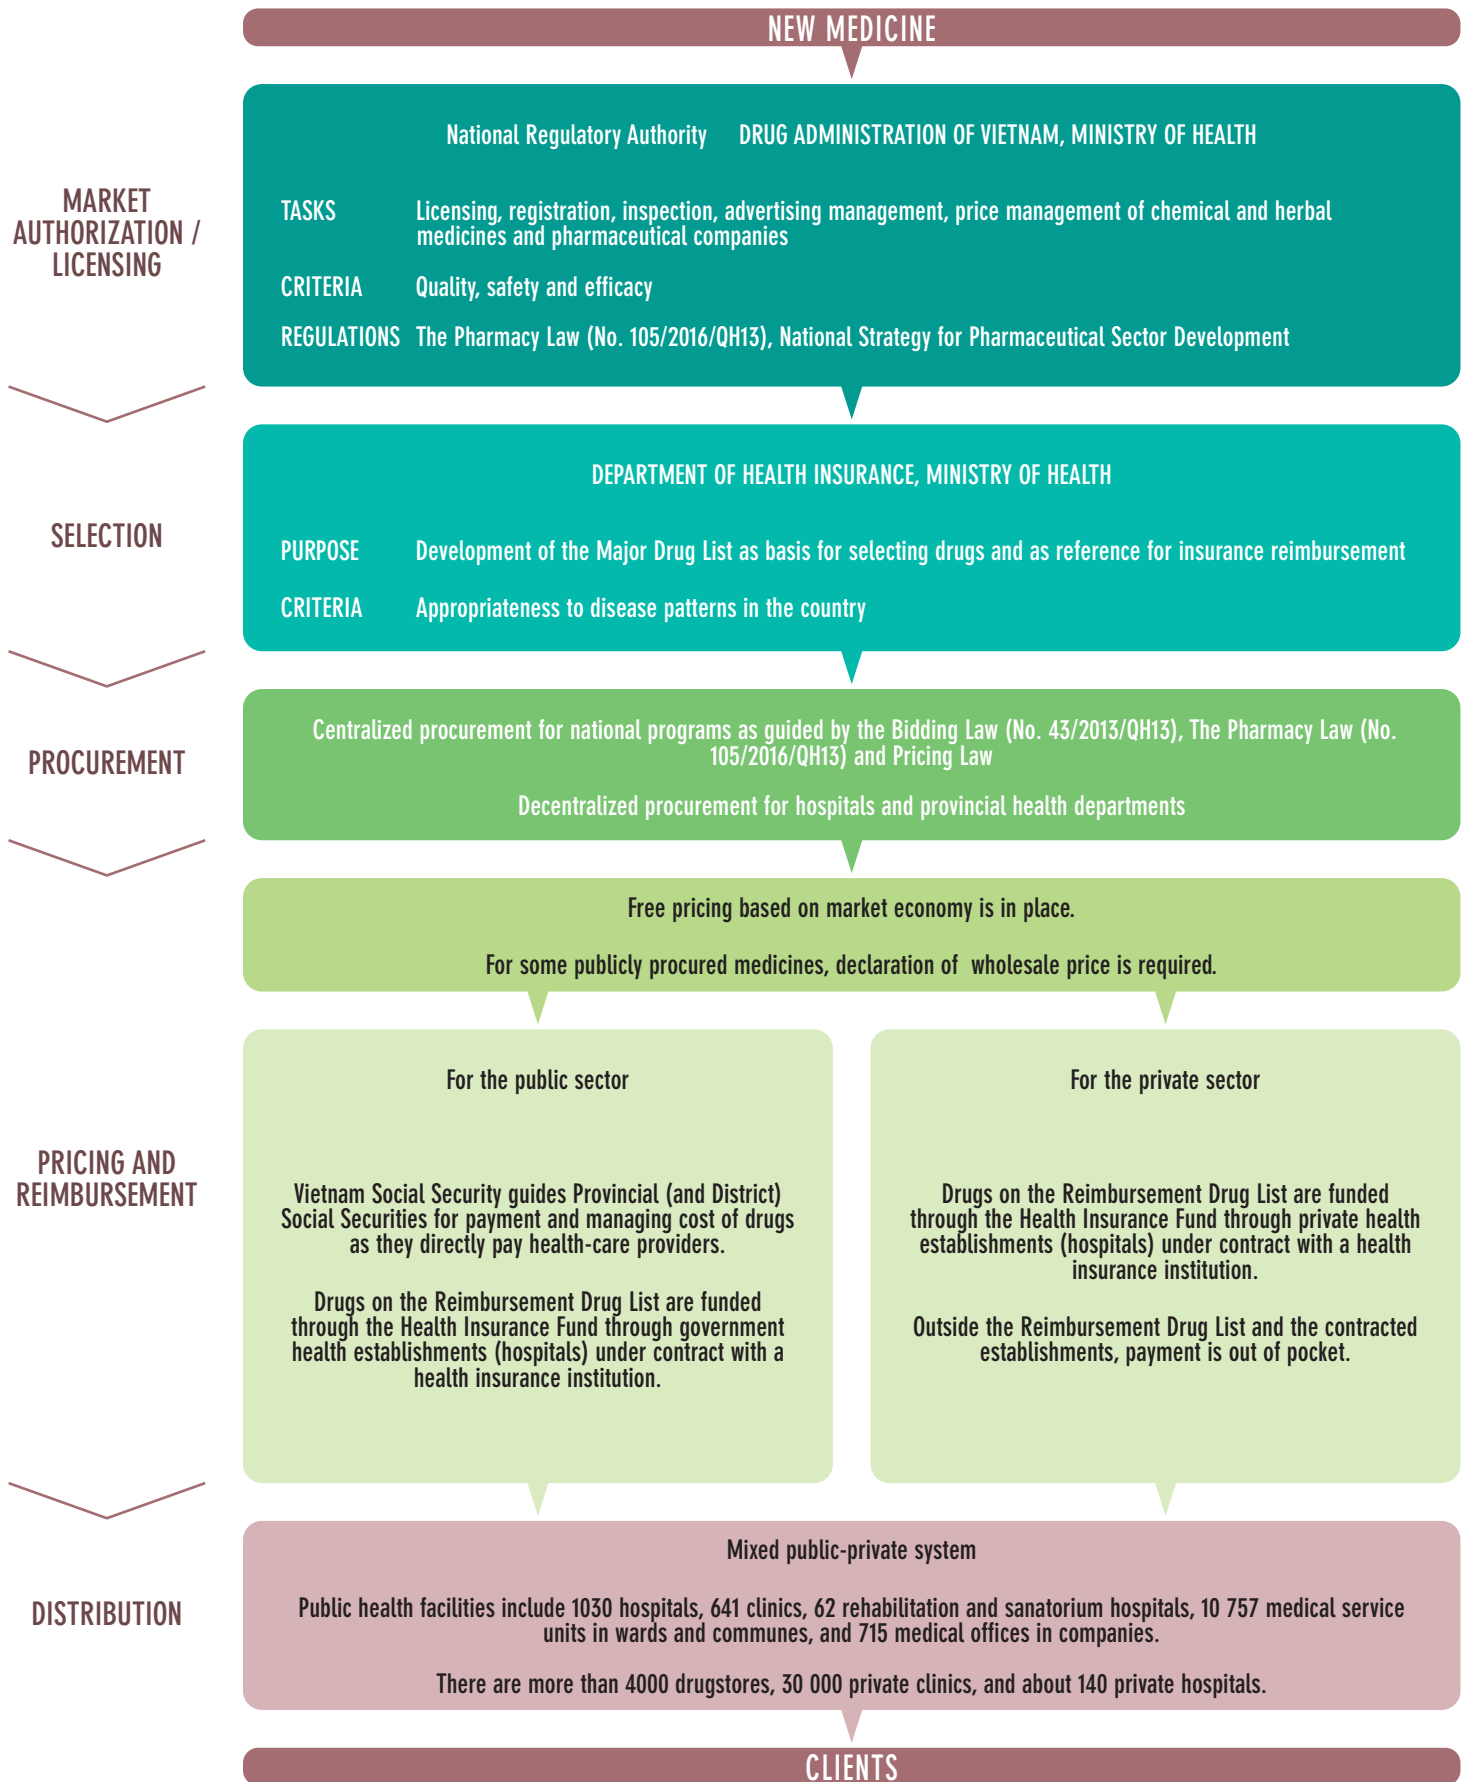 NEW MEDICINE
MARKET
AUTHORIZATION /
LICENSING
National Regulatory Authority DRUG ADMINISTRATION OF VIETNAM, MINISTRY OF HEALTH
TASKS Licensing, registration, inspection, advertising management, price management of chemical and herbal
medicines and pharmaceutical companies
CRITERIA Quality, safety and efficacy
REGULATIONS The Pharmacy Law (No. 105/2016/QH13), National Strategy for Pharmaceutical Sector Development
SELECTION
DEPARTMENT OF HEALTH INSURANCE, MINISTRY OF HEALTH
PURPOSE Development of the Major Drug List as basis for selecting drugs and as reference for insurance reimbursement
CRITERIA Appropriateness to disease patterns in the country
PROCUREMENT
Centralized procurement for national programs as guided by the Bidding Law (No. 43/2013/QH13), The Pharmacy Law (No.
105/2016/QH13) and Pricing Law
Decentralized procurement for hospitals and provincial health departments
PRICING AND
REIMBURSEMENT
Free pricing based on market economy is in place.
For some publicly procured medicines, declaration of wholesale price is required.
For the public sector
Vietnam Social Security guides Provincial (and District)
Social Securities for payment and managing cost of drugs
as they directly pay health-care providers.
Drugs on the Reimbursement Drug List are funded
through the Health Insurance Fund through government
health establishments (hospitals) under contract with a
health insurance institution.
For the private sector
Drugs on the Reimbursement Drug List are funded
through the Health Insurance Fund through private health
establishments (hospitals) under contract with a health
insurance institution.
Outside the Reimbursement Drug List and the contracted
establishments, payment is out of pocket.
DISTRIBUTION
Mixed public-private system
Public health facilities include 1030 hospitals, 641 clinics, 62 rehabilitation and sanatorium hospitals, 10 757 medical service
units in wards and communes, and 715 medical offices in companies.
There are more than 4000 drugstores, 30 000 private clinics, and about 140 private hospitals.
CLIENTS